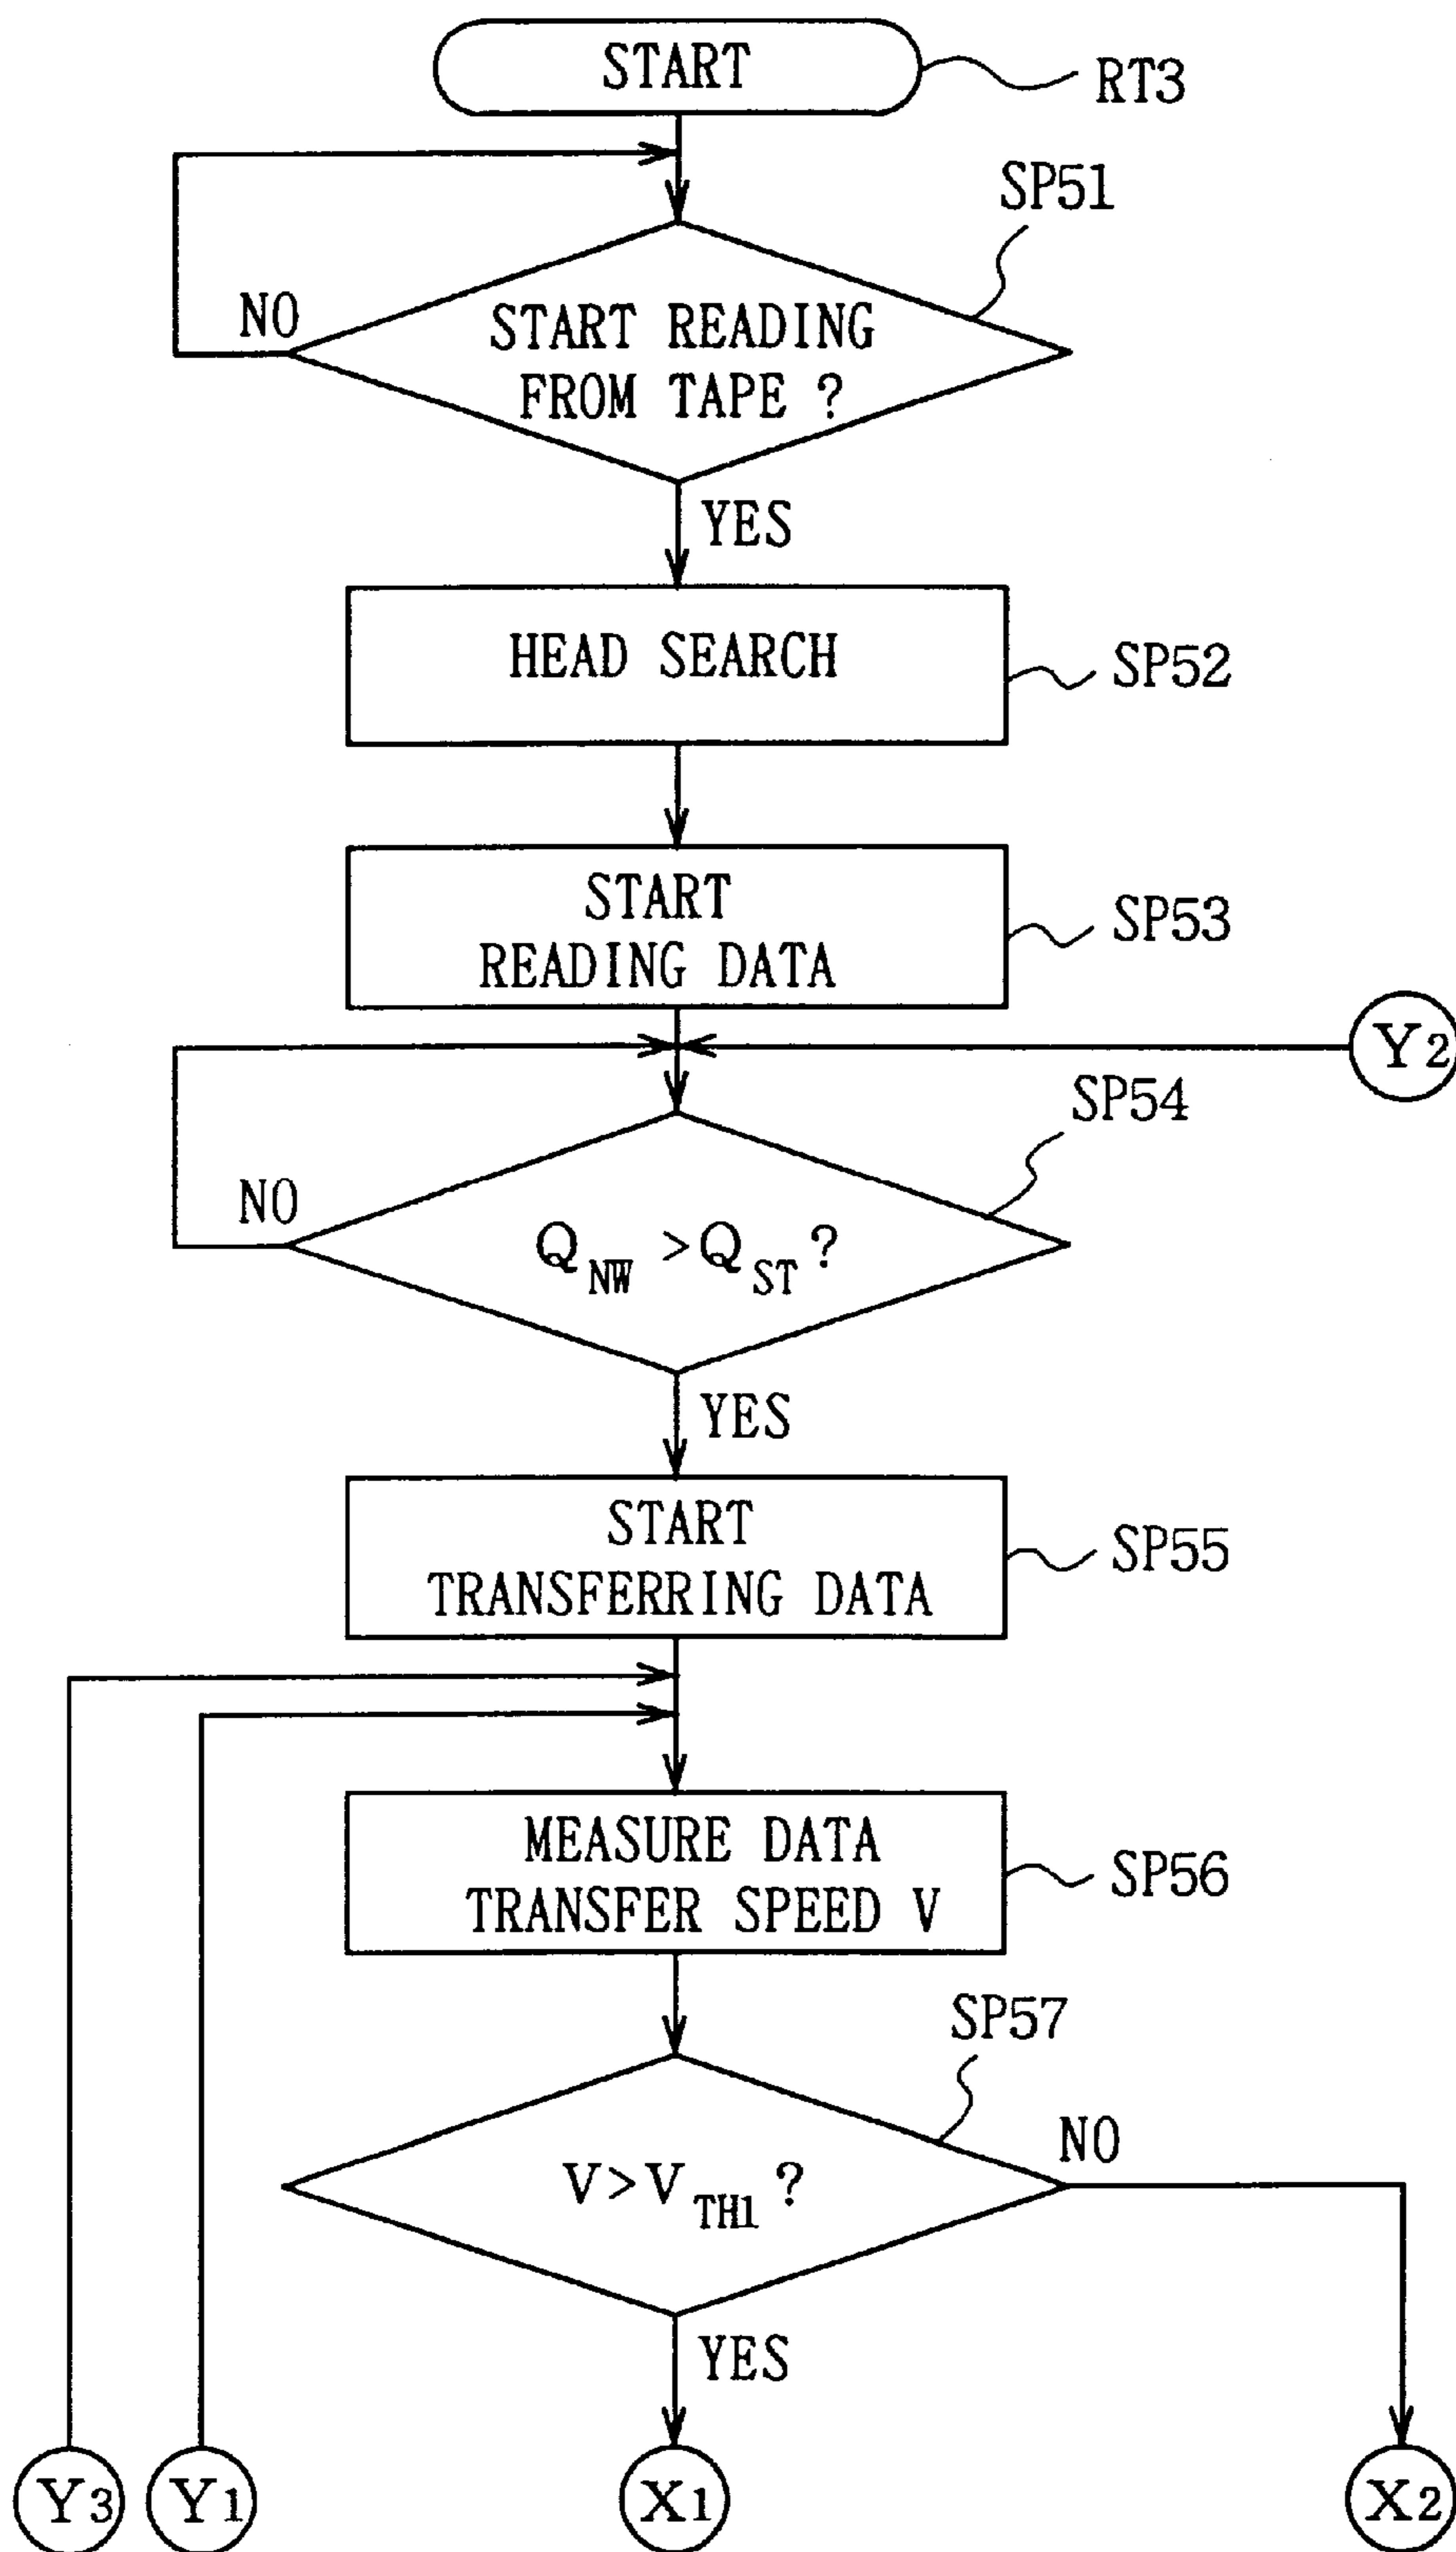 START
RT3
SP51
NO
START READING
FROM TAPE ?
YES
HEAD SEARCH
SP52
START
READING DATA
SP53
Y2
SP54
NO
QNW >QST ?
YES
START
TRANSFERRING DATA
SP55
MEASURE DATA
TRANSFER SPEED V
SP56
SP57
NO
V>VTH1 ?
YES
Y3
Y1
X1
X2